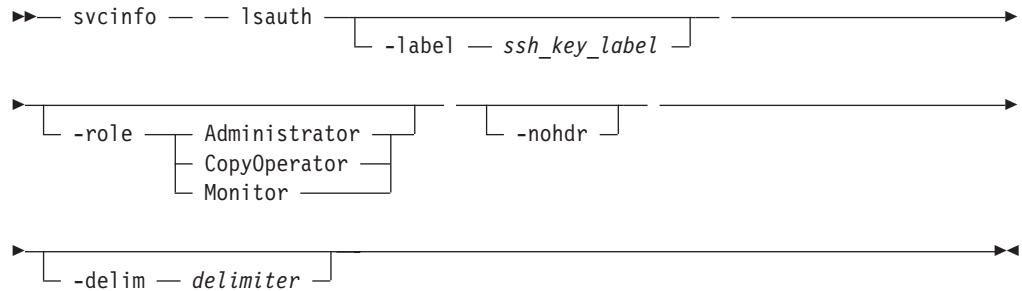 svcinfo lsauth
-label ssh_key_label
-role Administrator -nohdr
CopyOperator
Monitor
-delim delimiter